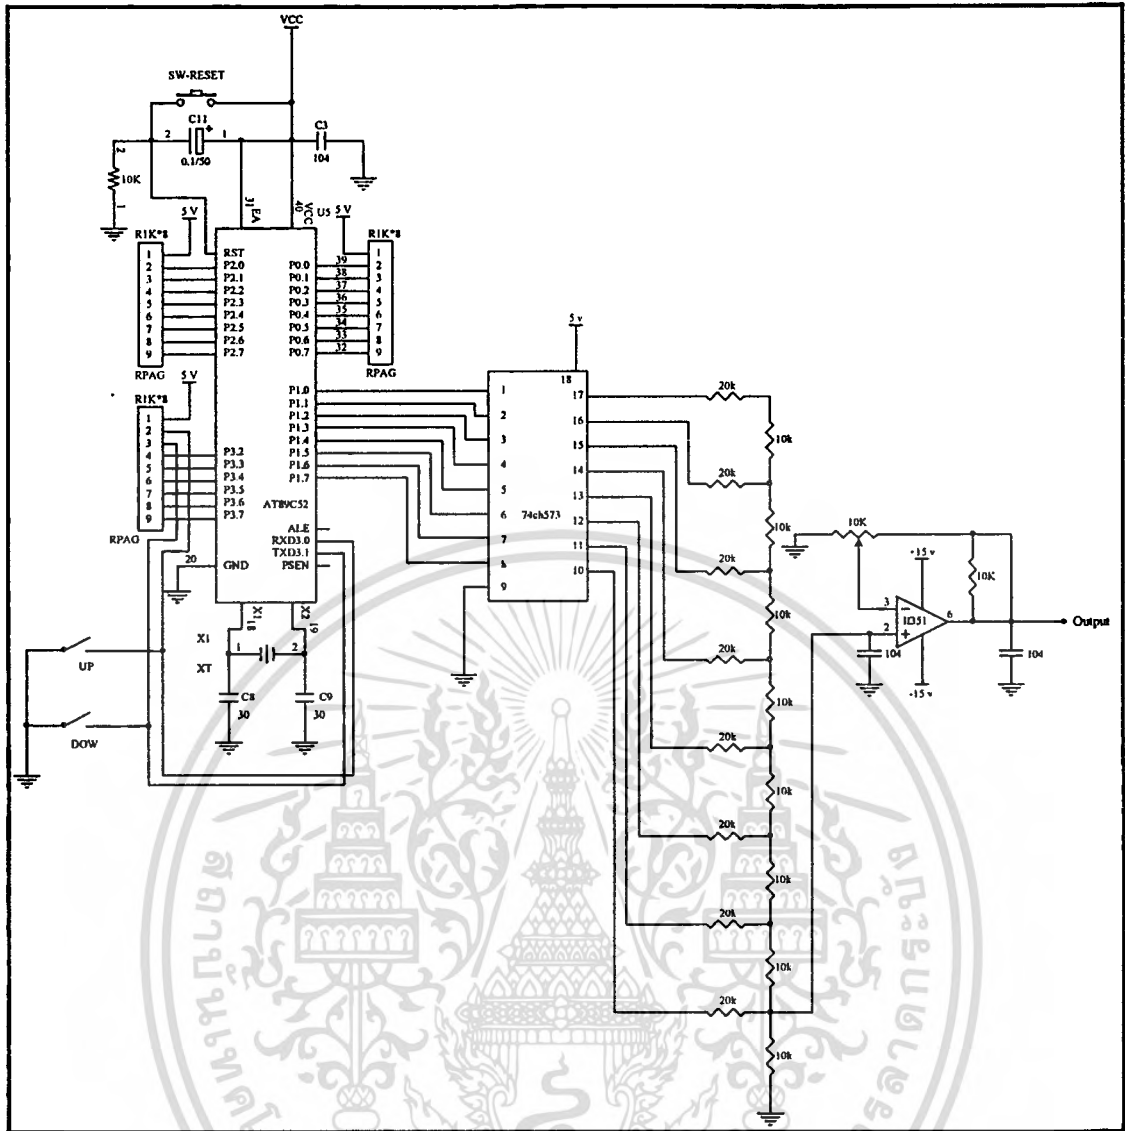 VCC
SW-RESET
C11
2
+
1
0.1/50
C3
104
2
10K
1
31
EA
40
VCC
U5
5 V
R1K*8
1
2
3
4
5
6
7
8
9
RPAG
RST
P2.0
P2.1
P2.2
P2.3
P2.4
P2.5
P2.6
P2.7
5 V
R1K*8
1
2
3
4
5
6
7
8
9
RPAG
P0.0
P0.1
P0.2
P0.3
P0.4
P0.5
P0.6
P0.7
39
38
37
36
35
34
33
32
5 V
R1K*8
1
2
3
4
5
6
7
8
9
RPAG
P3.2
P3.3
P3.4
P3.5
P3.6
P3.7
P1.0
P1.1
P1.2
P1.3
P1.4
P1.5
P1.6
P1.7
AT89C52
ALE
RXD3.0
TXD3.1
PSEN
20
GND
X1
18
X2
19
X1
XT
1
2
C8
30
C9
30
UP
DOW
5 v
18
1
2
3
4
5
6
7
8
9
74ch573
17
16
15
14
13
12
11
10
20k
20k
20k
20k
20k
20k
20k
20k
10k
10k
10k
10k
10k
10k
10k
10k
10K
10K
+15 v
3
−
2
+
6
-15 v
104
104
Output